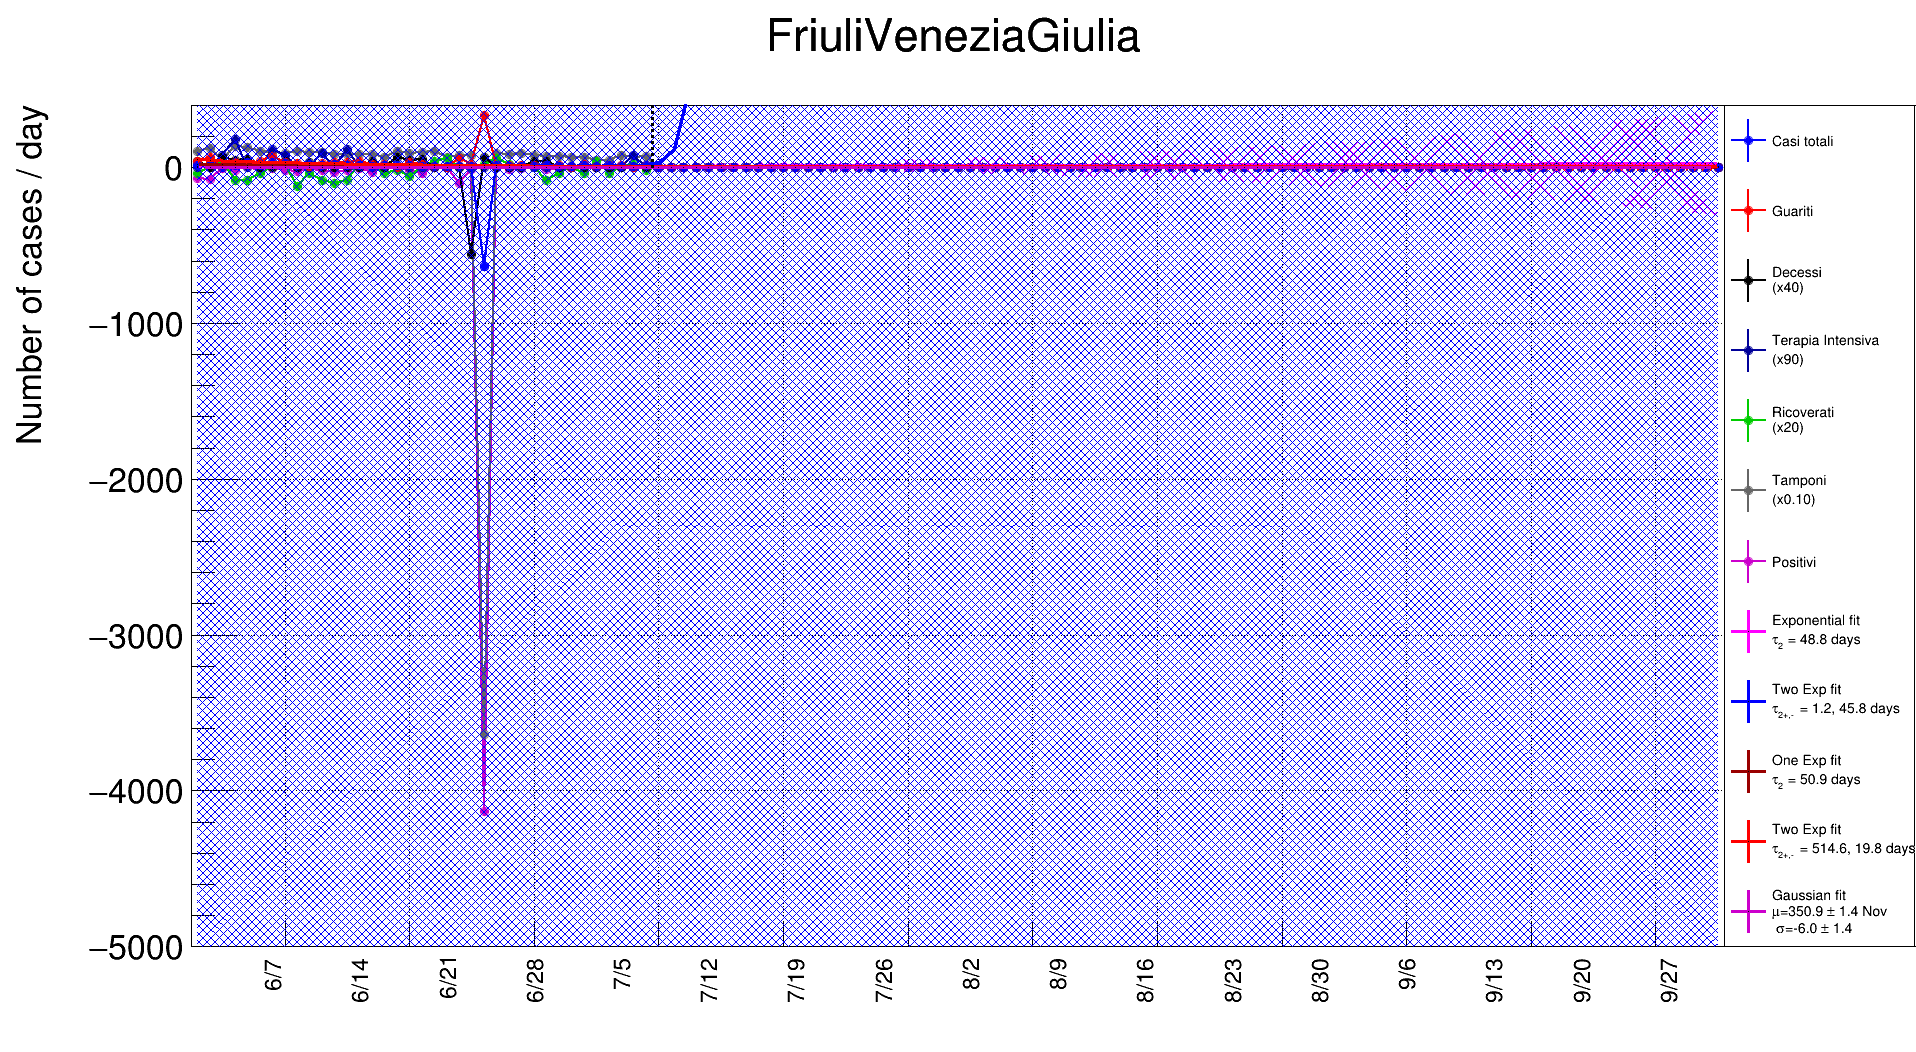 FriuliVeneziaGiulia
Number of cases / day
0
−1000
−2000
−3000
−4000
−5000
6/7
6/14
6/21
6/28
7/5
7/12
7/19
7/26
8/2
8/9
8/16
8/23
8/30
9/6
9/13
9/20
9/27
Casi totali
Guariti
Decessi
(x40)
Terapia Intensiva
(x90)
Ricoverati
(x20)
Tamponi
(x0.10)
Positivi
Exponential fit
τ2 = 48.8 days
Two Exp fit
τ2+,- = 1.2, 45.8 days
One Exp fit
τ2 = 50.9 days
Two Exp fit
τ2+,- = 514.6, 19.8 days
Gaussian fit
μ=350.9 ± 1.4 Nov
σ=-6.0 ± 1.4